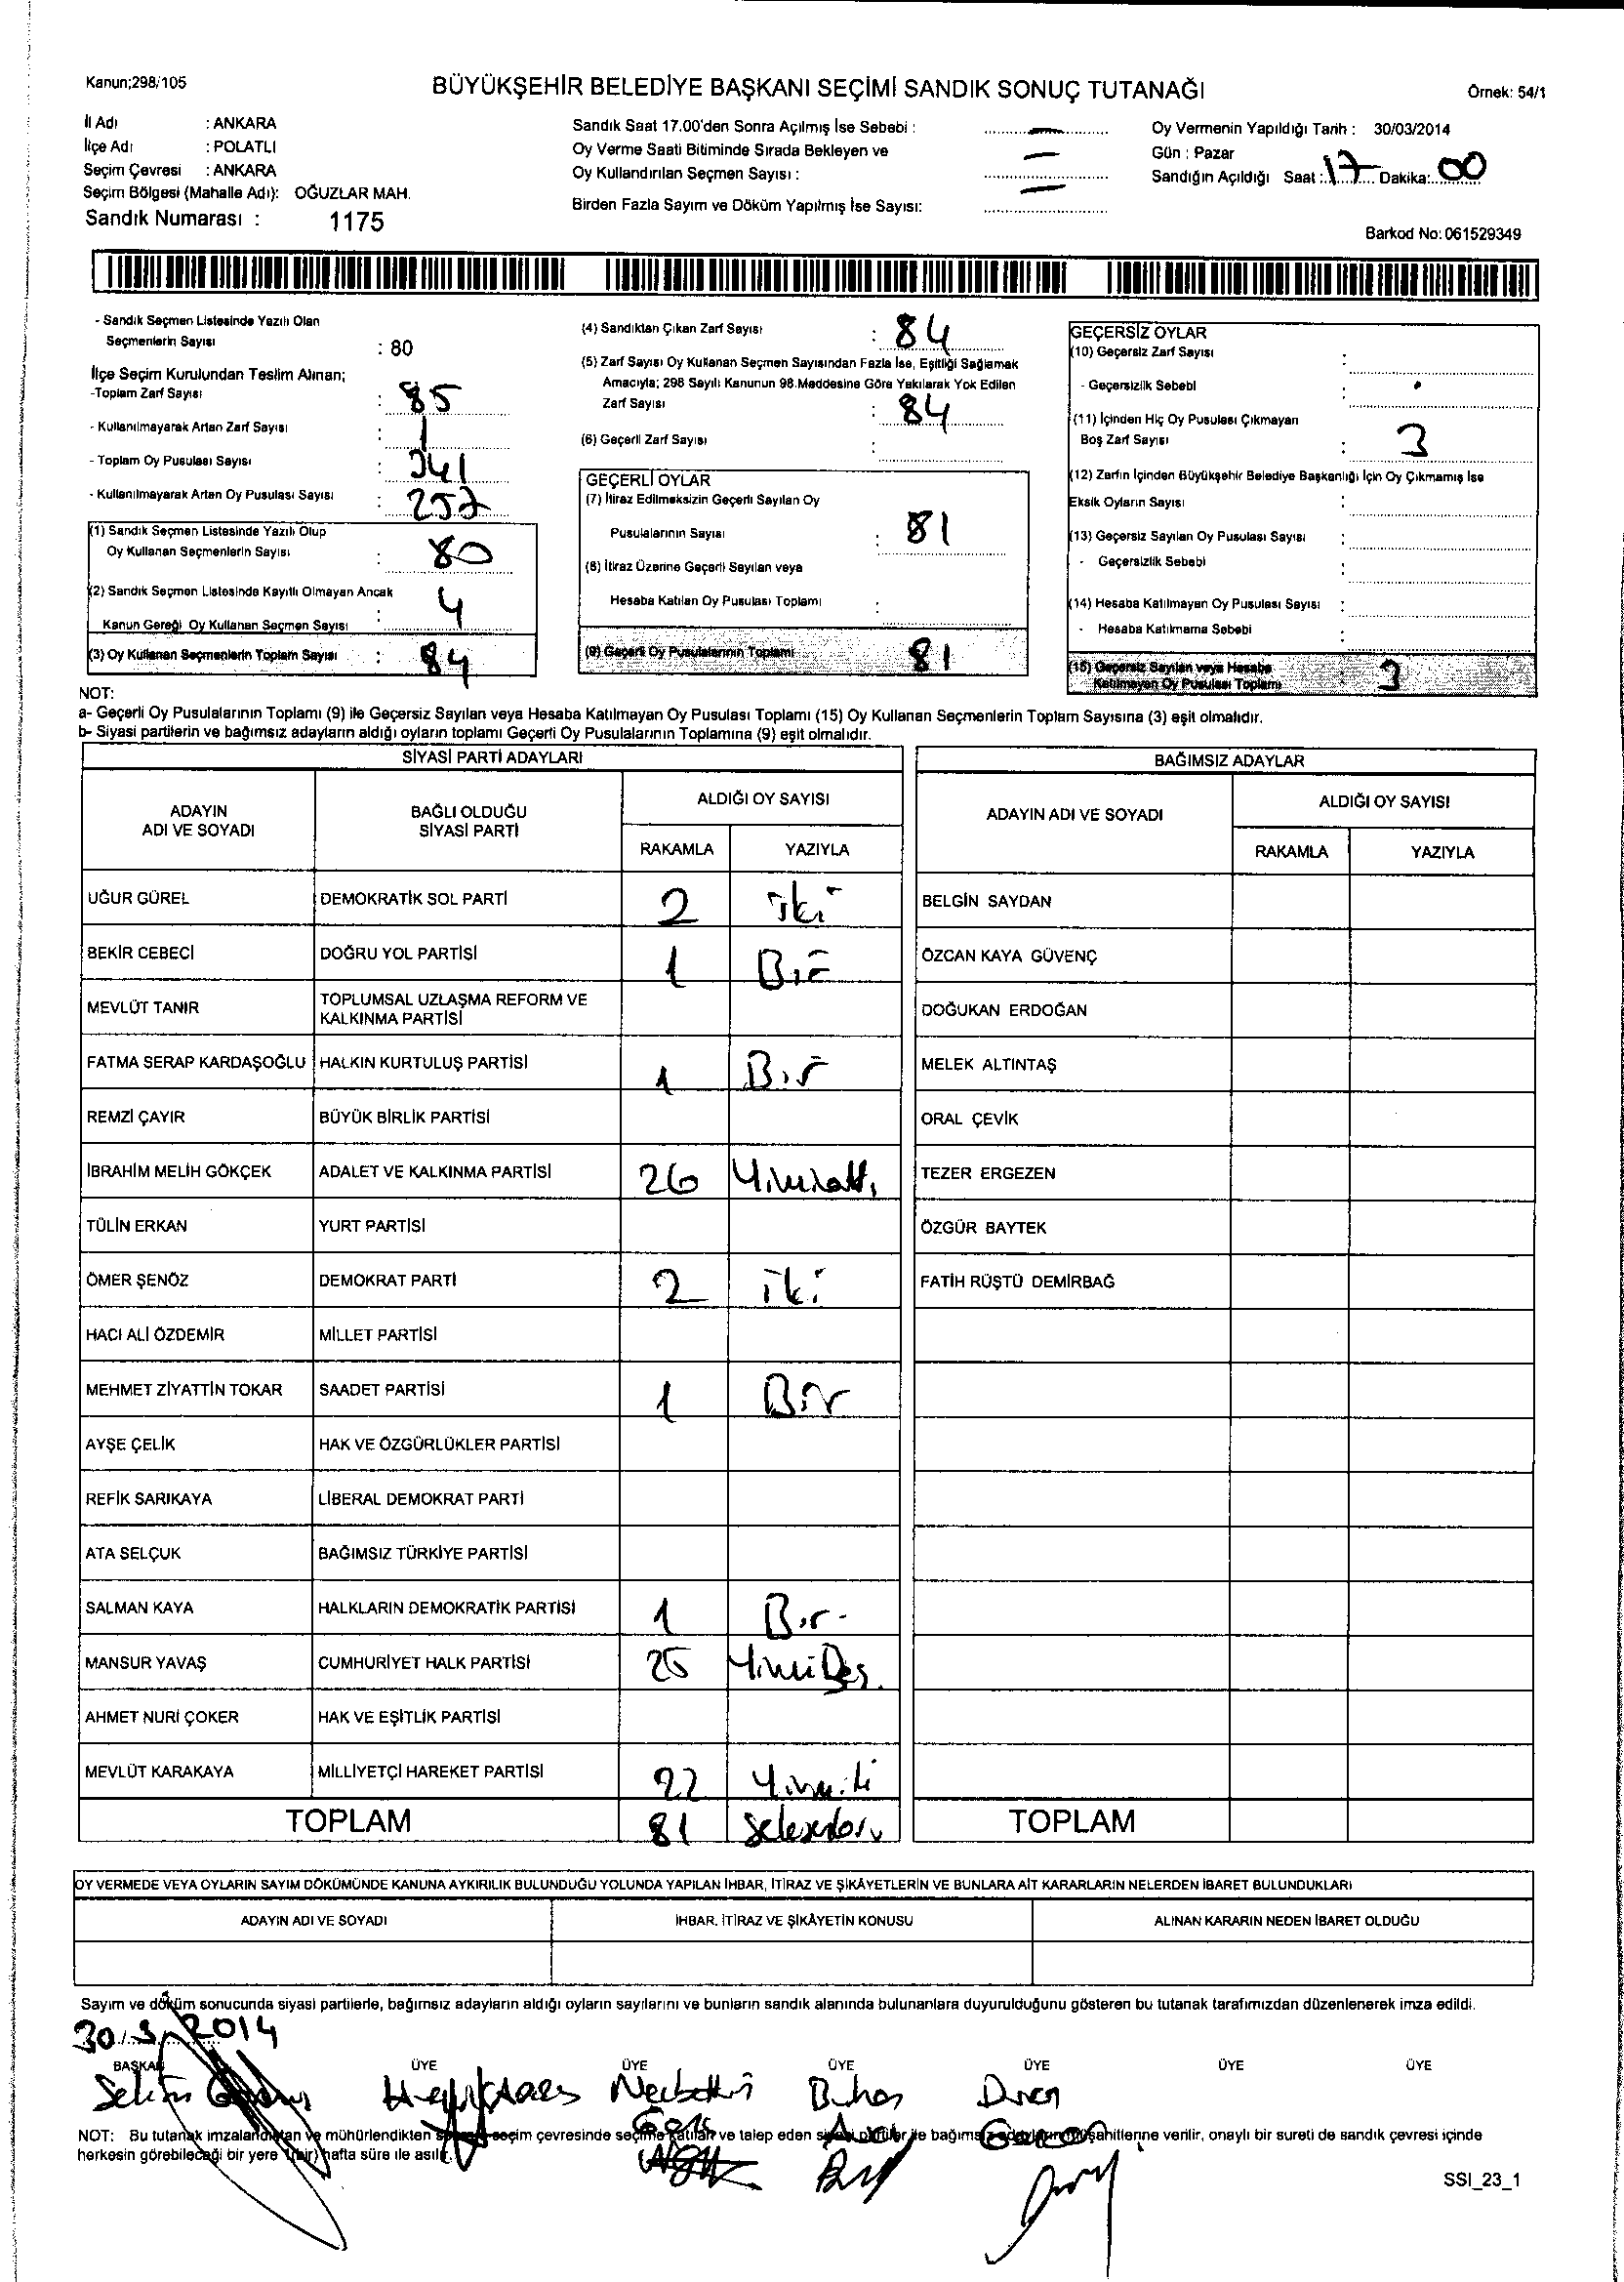 Kanun;298/105
BÜYÜKŞEHİR BELEDİYE BAŞKANI SEÇİMİ SANDIK SONUÇ TUTANAĞI
Örnek: 54/1
İl Adı : ANKARA
İlçe Adı : POLATLI
Seçim Çevresi : ANKARA
Seçim Bölgesi (Mahalle Adı): OĞUZLAR MAH.
Sandık Numarası : 1175
Sandık Saat 17.00'den Sonra Açılmış İse Sebebi : —
Oy Verme Saati Bitiminde Sırada Bekleyen ve
Oy Kullandırılan Seçmen Sayısı : —
Birden Fazla Sayım ve Döküm Yapılmış İse Sayısı: —
Oy Vermenin Yapıldığı Tarih : 30/03/2014
Gün : Pazar
Sandığın Açıldığı Saat : 17 Dakika: 00
Barkod No: 061529349
- Sandık Seçmen Listesinde Yazılı Olan
Seçmenlerin Sayısı : 80
İlçe Seçim Kurulundan Teslim Alınan;
-Toplam Zarf Sayısı : 85
- Kullanılmayarak Artan Zarf Sayısı : 1
- Toplam Oy Pusulası Sayısı : 341
- Kullanılmayarak Artan Oy Pusulası Sayısı : 257
(1) Sandık Seçmen Listesinde Yazılı Olup
Oy Kullanan Seçmenlerin Sayısı : 80
(2) Sandık Seçmen Listesinde Kayıtlı Olmayan Ancak
Kanun Gereği Oy Kullanan Seçmen Sayısı : 4
(3) Oy Kullanan Seçmenlerin Toplam Sayısı : 84
(4) Sandıktan Çıkan Zarf Sayısı : 84
(5) Zarf Sayısı Oy Kullanan Seçmen Sayısından Fazla İse, Eşitliği Sağlamak
Amacıyla; 298 Sayılı Kanunun 98.Maddesine Göre Yakılarak Yok Edilen
Zarf Sayısı : 84
(6) Geçerli Zarf Sayısı :
GEÇERLİ OYLAR
(7) İtiraz Edilmeksizin Geçerli Sayılan Oy
Pusulalarının Sayısı : 81
(8) İtiraz Üzerine Geçerli Sayılan veya
Hesaba Katılan Oy Pusulası Toplamı :
(9) Geçerli Oy Pusulalarının Toplamı 81
GEÇERSİZ OYLAR
(10) Geçersiz Zarf Sayısı :
- Geçersizlik Sebebi :
(11) İçinden Hiç Oy Pusulası Çıkmayan
Boş Zarf Sayısı : 3
(12) Zarfın İçinden Büyükşehir Belediye Başkanlığı İçin Oy Çıkmamış İse
Eksik Oyların Sayısı :
(13) Geçersiz Sayılan Oy Pusulası Sayısı :
- Geçersizlik Sebebi :
(14) Hesaba Katılmayan Oy Pusulası Sayısı :
- Hesaba Katılmama Sebebi :
(15) Geçersiz Sayılan veya Hesaba
Katılmayan Oy Pusulası Toplamı 3
NOT:
a- Geçerli Oy Pusulalarının Toplamı (9) ile Geçersiz Sayılan veya Hesaba Katılmayan Oy Pusulası Toplamı (15) Oy Kullanan Seçmenlerin Toplam Sayısına (3) eşit olmalıdır.
b- Siyasi partilerin ve bağımsız adayların aldığı oyların toplamı Geçerli Oy Pusulalarının Toplamına (9) eşit olmalıdır.
SİYASİ PARTİ ADAYLARI
ADAYIN ADI VE SOYADI
BAĞLI OLDUĞU SİYASİ PARTİ
ALDIĞI OY SAYISI
RAKAMLA YAZIYLA
UĞUR GÜREL DEMOKRATİK SOL PARTİ 2 iki
BEKİR CEBECİ DOĞRU YOL PARTİSİ 1 Bir
MEVLÜT TANIR TOPLUMSAL UZLAŞMA REFORM VE
KALKINMA PARTİSİ
FATMA SERAP KARDAŞOĞLU HALKIN KURTULUŞ PARTİSİ 1 Bir
REMZİ ÇAYIR BÜYÜK BİRLİK PARTİSİ
İBRAHİM MELİH GÖKÇEK ADALET VE KALKINMA PARTİSİ 26
TÜLİN ERKAN YURT PARTİSİ
ÖMER ŞENÖZ DEMOKRAT PARTİ 2 iki
HACI ALİ ÖZDEMİR MİLLET PARTİSİ
MEHMET ZİYATTİN TOKAR SAADET PARTİSİ 1 Bir
AYŞE ÇELİK HAK VE ÖZGÜRLÜKLER PARTİSİ
REFİK SARIKAYA LİBERAL DEMOKRAT PARTİ
ATA SELÇUK BAĞIMSIZ TÜRKİYE PARTİSİ
SALMAN KAYA HALKLARIN DEMOKRATİK PARTİSİ 1 Bir
MANSUR YAVAŞ CUMHURİYET HALK PARTİSİ 25
AHMET NURİ ÇOKER HAK VE EŞİTLİK PARTİSİ
MEVLÜT KARAKAYA MİLLİYETÇİ HAREKET PARTİSİ 22
TOPLAM 81
BAĞIMSIZ ADAYLAR
ADAYIN ADI VE SOYADI
ALDIĞI OY SAYISI
RAKAMLA YAZIYLA
BELGİN SAYDAN
ÖZCAN KAYA GÜVENÇ
DOĞUKAN ERDOĞAN
MELEK ALTINTAŞ
ORAL ÇEVİK
TEZER ERGEZEN
ÖZGÜR BAYTEK
FATİH RÜŞTÜ DEMİRBAĞ
TOPLAM
OY VERMEDE VEYA OYLARIN SAYIM DÖKÜMÜNDE KANUNA AYKIRILIK BULUNDUĞU YOLUNDA YAPILAN İHBAR, İTİRAZ VE ŞİKÂYETLERİN VE BUNLARA AİT KARARLARIN NELERDEN İBARET BULUNDUKLARI
ADAYIN ADI VE SOYADI İHBAR, İTİRAZ VE ŞİKÂYETİN KONUSU ALINAN KARARIN NEDEN İBARET OLDUĞU
Sayım ve döküm sonucunda siyasi partilerle, bağımsız adayların aldığı oyların sayılarını ve bunların sandık alanında bulunanlara duyurulduğunu gösteren bu tutanak tarafımızdan düzenlenerek imza edildi.
30/3/2014
BAŞKAN ÜYE ÜYE ÜYE ÜYE ÜYE ÜYE
NOT: Bu tutanak imzalandıktan ve mühürlendikten seçim çevresinde seçime katılan ve talep eden siyasi partiler ile bağımsız adayların müşahitlerine verilir, onaylı bir sureti de sandık çevresi içinde
herkesin görebileceği bir yere (bir) hafta süre ile asılır.
SSI_23_1